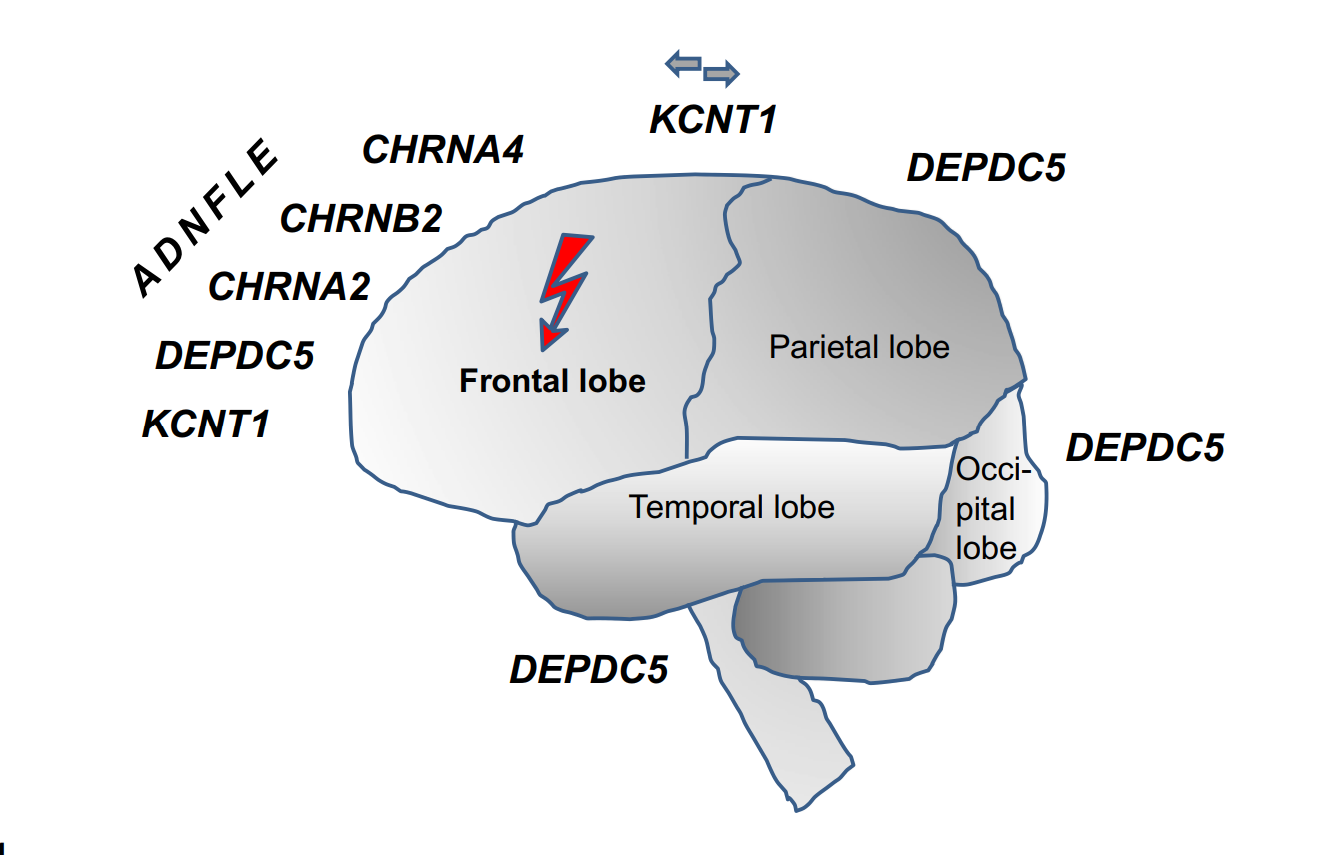 KCNT1
ADNFLE
CHRNA4
DEPDC5
CHRNB2
CHRNA2
DEPDC5
Parietal lobe
Frontal lobe
KCNT1
DEPDC5
Occi-
pital
lobe
Temporal lobe
DEPDC5